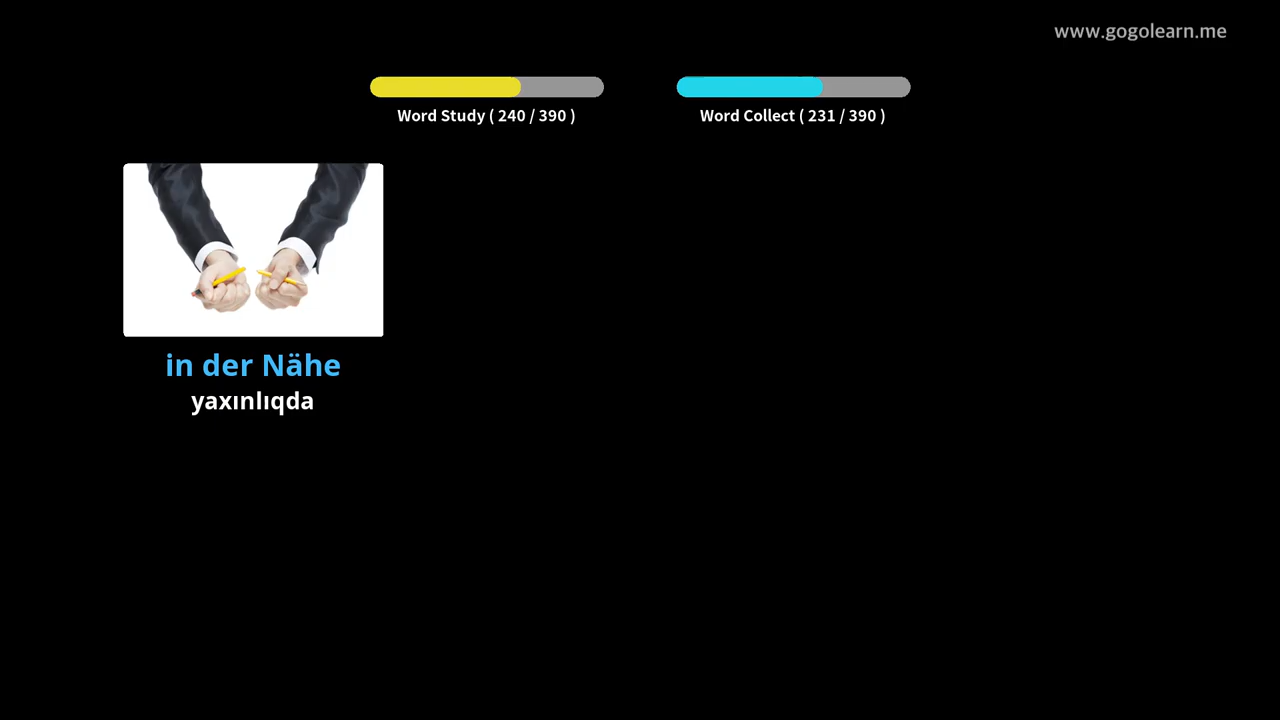 www.gogolearn.me
Word Study ( 240 / 390 )
Word Collect ( 231 / 390 )
in der Nähe
yaxınlıqda